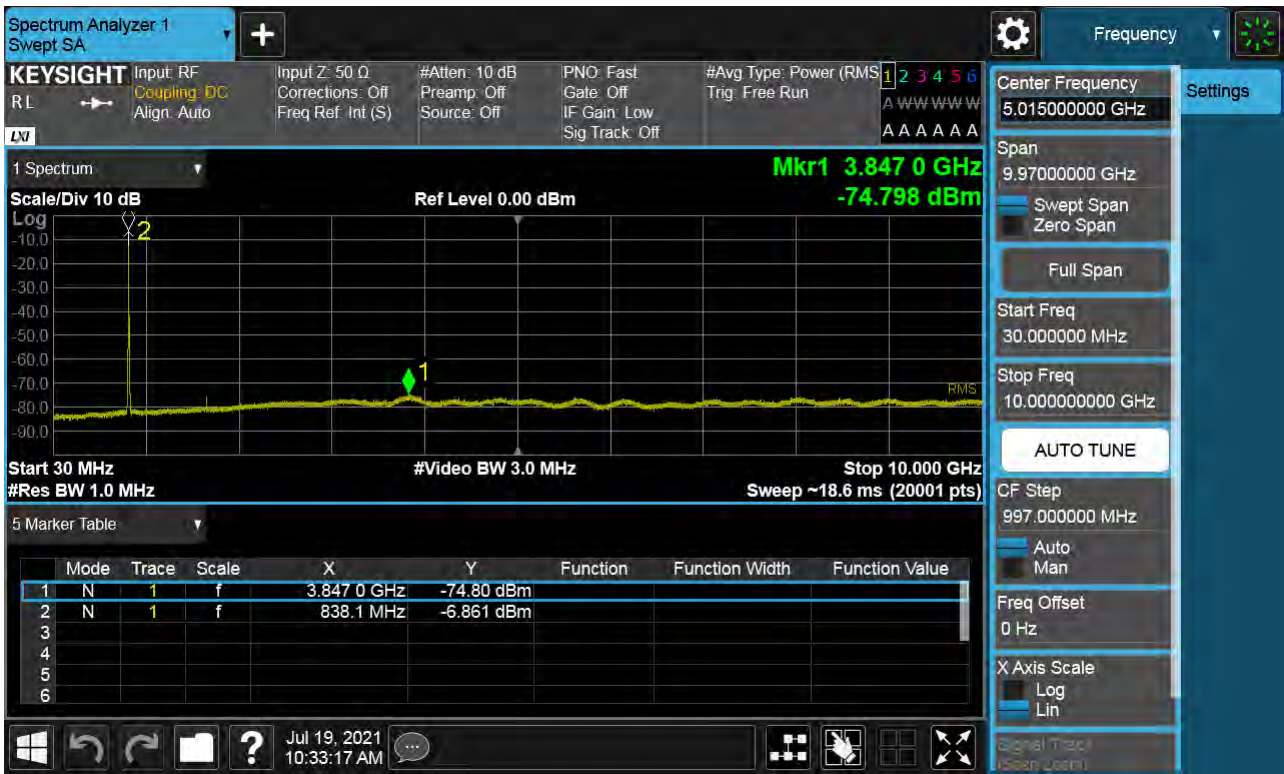 Spectrum Analyzer 1
Swept SA
+
Frequency
KEYSIGHT
R L
LXI
Input: RF
Coupling: DC
Align: Auto
Input Z: 50 Ω
Corrections: Off
Freq Ref: Int (S)
#Atten: 10 dB
Preamp: Off
Source: Off
PNO: Fast
Gate: Off
IF Gain: Low
Sig Track: Off
#Avg Type: Power (RMS
Trig: Free Run
1 2 3 4 5 6
A W W W W W
A A A A A A
1 Spectrum
Mkr1 3.847 0 GHz
Scale/Div 10 dB
Ref Level 0.00 dBm
-74.798 dBm
Log
2
-10.0
-20.0
-30.0
-40.0
-50.0
-60.0
1
-70.0
RMS
-80.0
-90.0
Start 30 MHz
#Video BW 3.0 MHz
Stop 10.000 GHz
#Res BW 1.0 MHz
Sweep ~18.6 ms (20001 pts)
5 Marker Table
Mode Trace Scale X Y Function Function Width Function Value
1 N 1 f 3.847 0 GHz -74.80 dBm
2 N 1 f 838.1 MHz -6.861 dBm
3
4
5
6
?
Jul 19, 2021
10:33:17 AM
Center Frequency
5.015000000 GHz
Settings
Span
9.97000000 GHz
Swept Span
Zero Span
Full Span
Start Freq
30.000000 MHz
Stop Freq
10.000000000 GHz
AUTO TUNE
CF Step
997.000000 MHz
Auto
Man
Freq Offset
0 Hz
X Axis Scale
Log
Lin
Signal Track
(Span Zoom)